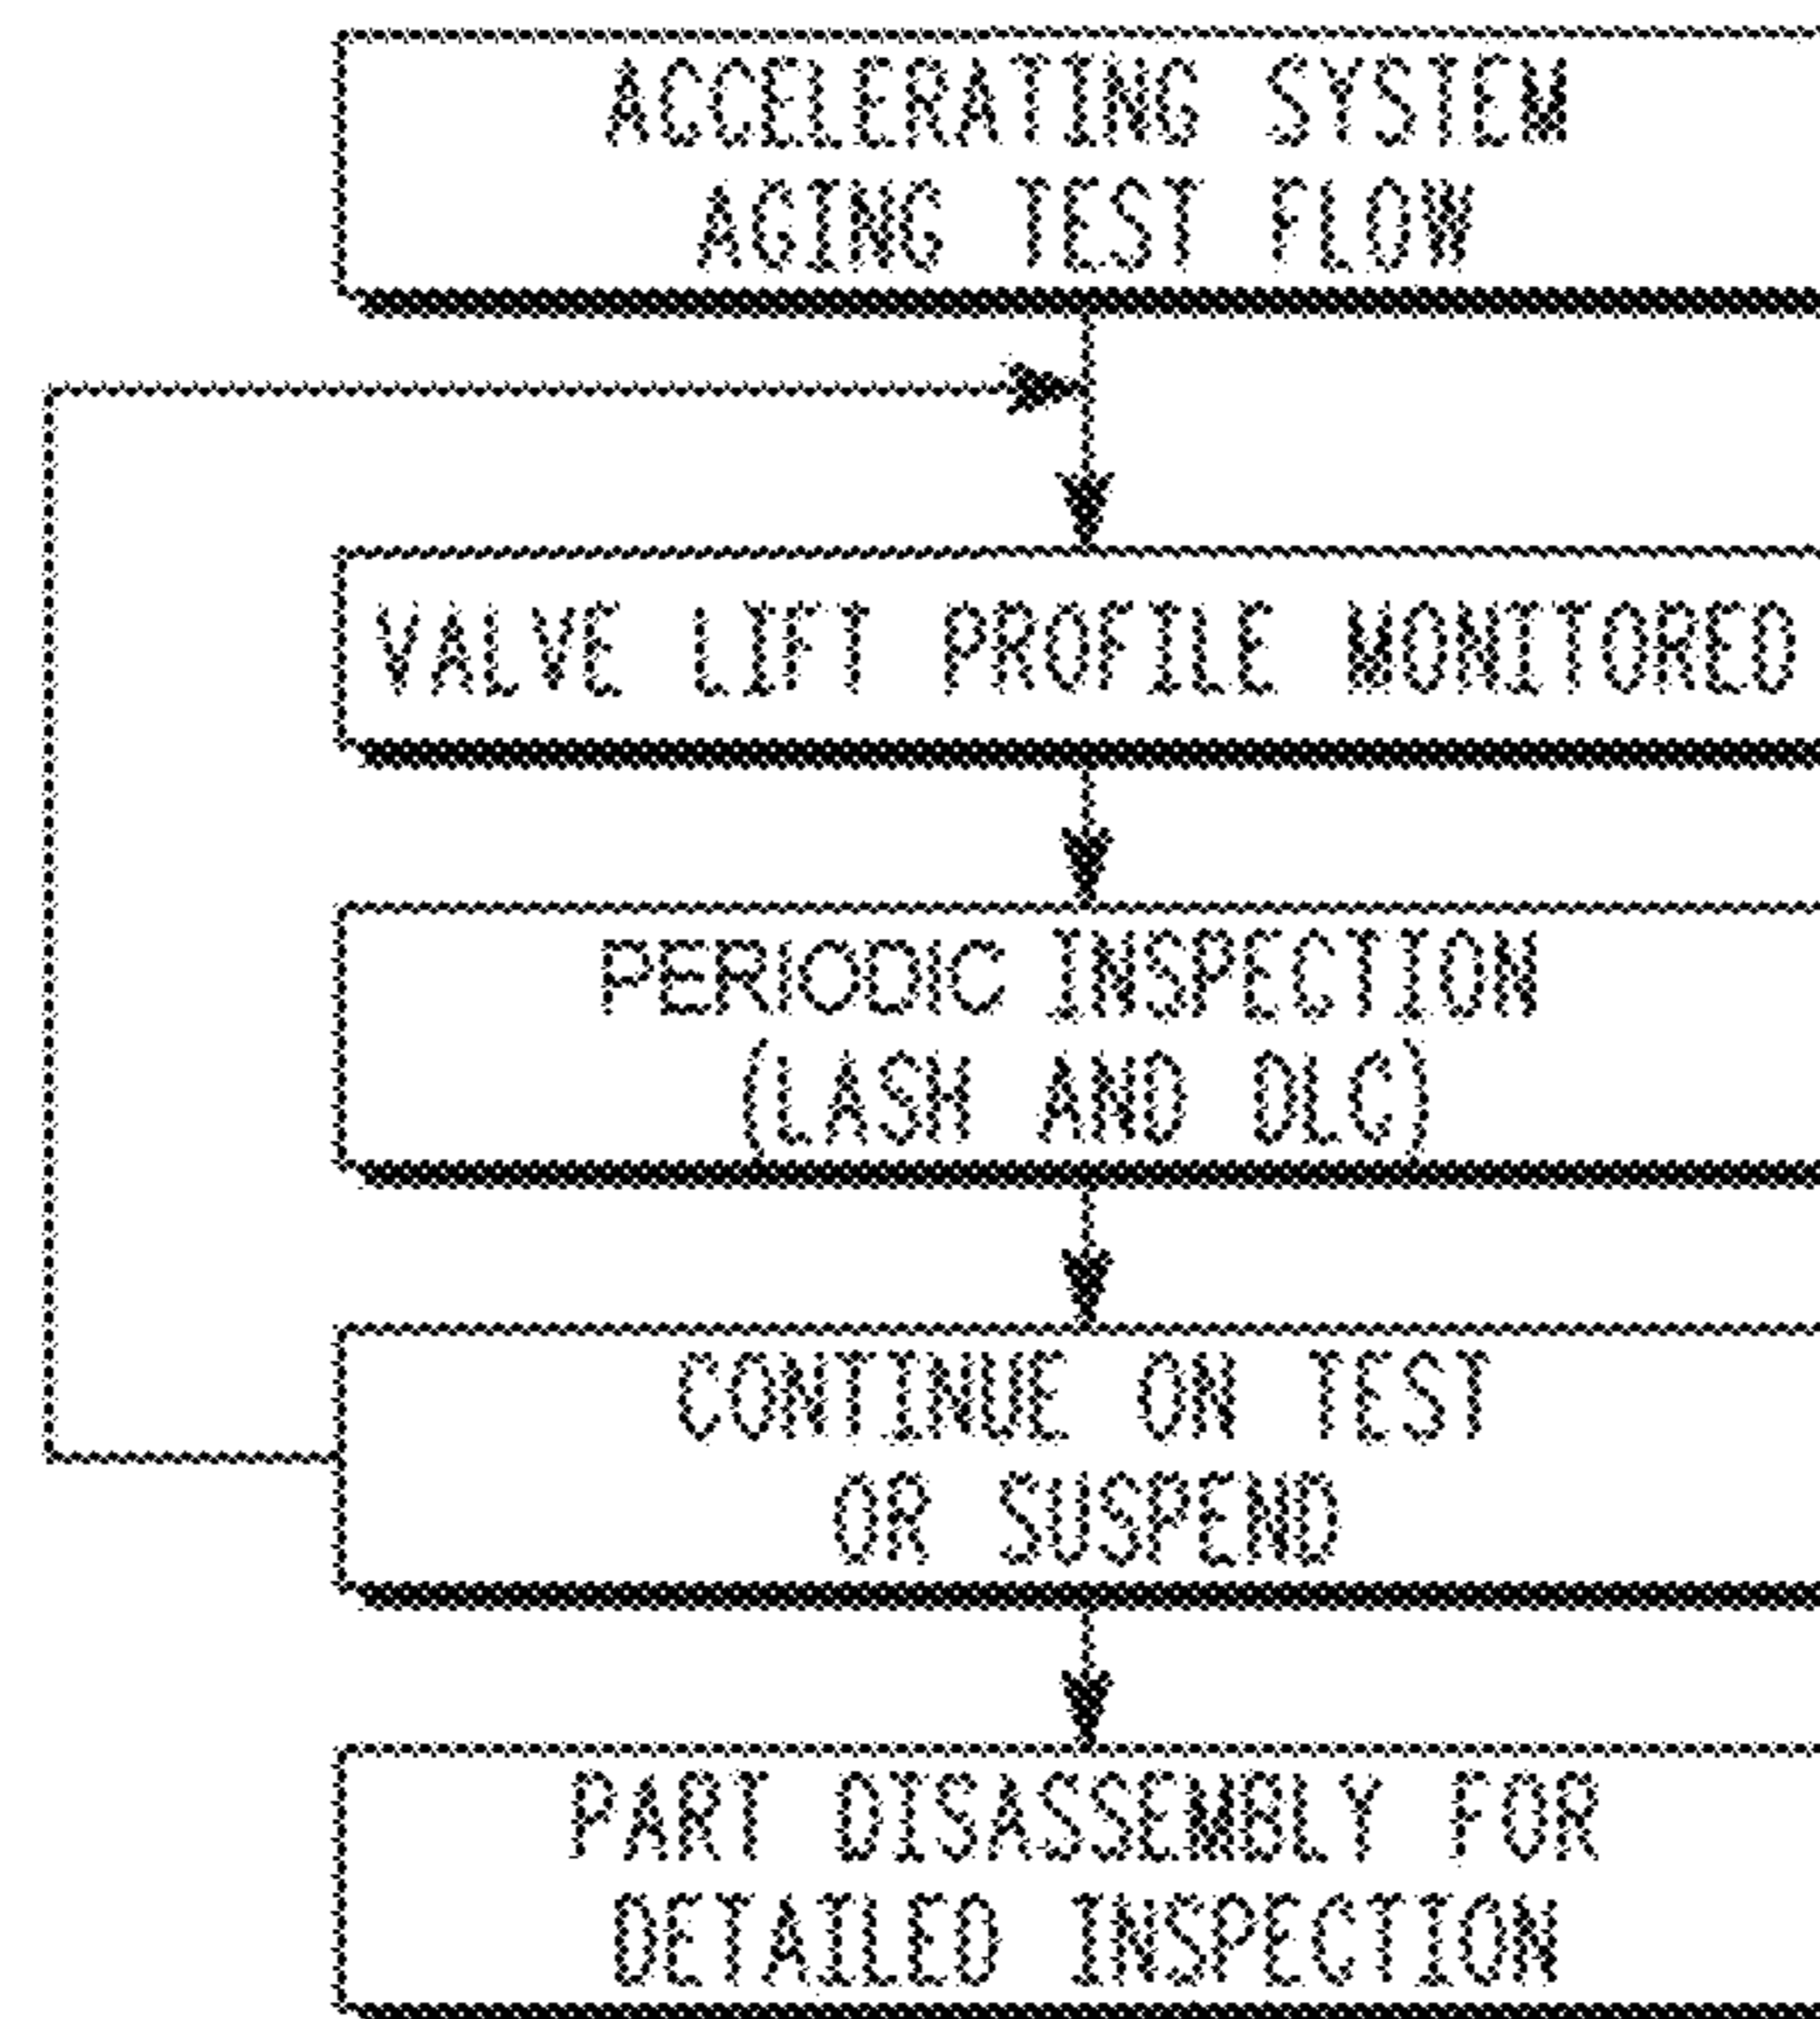 ACCELERATING SYSTEM
AGING TEST FLOW
VALVE LIFT PROFILE MONITORED
PERIODIC INSPECTION
(LASH AND DLC)
CONTINUE ON TEST
OR SUSPEND
PART DISASSEMBLY FOR
DETAILED INSPECTION